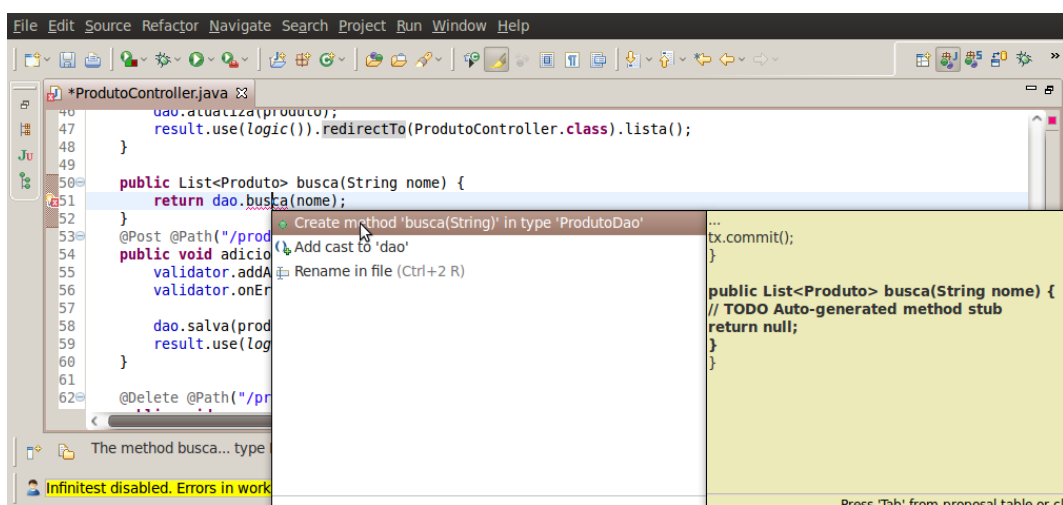 File Edit Source Refactor Navigate Search Project Run Window Help
*ProdutoController.java
46 dao.atualiza(produto);
47 result.use(logic()).redirectTo(ProdutoController.class).lista();
48 }
49
50 public List<Produto> busca(String nome) {
51 return dao.busca(nome);
52 }
53 @Post @Path("/prod
54 public void adicio
55 validator.addA
56 validator.onEr
57
58 dao.salva(prod
59 result.use(log
60 }
61
62 @Delete @Path("/pr
Create method 'busca(String)' in type 'ProdutoDao'
Add cast to 'dao'
Rename in file (Ctrl+2 R)
...
tx.commit();
}
public List<Produto> busca(String nome) {
// TODO Auto-generated method stub
return null;
}
}
Press 'Tab' from proposal table or cl
The method busca... type
Infinitest disabled. Errors in work